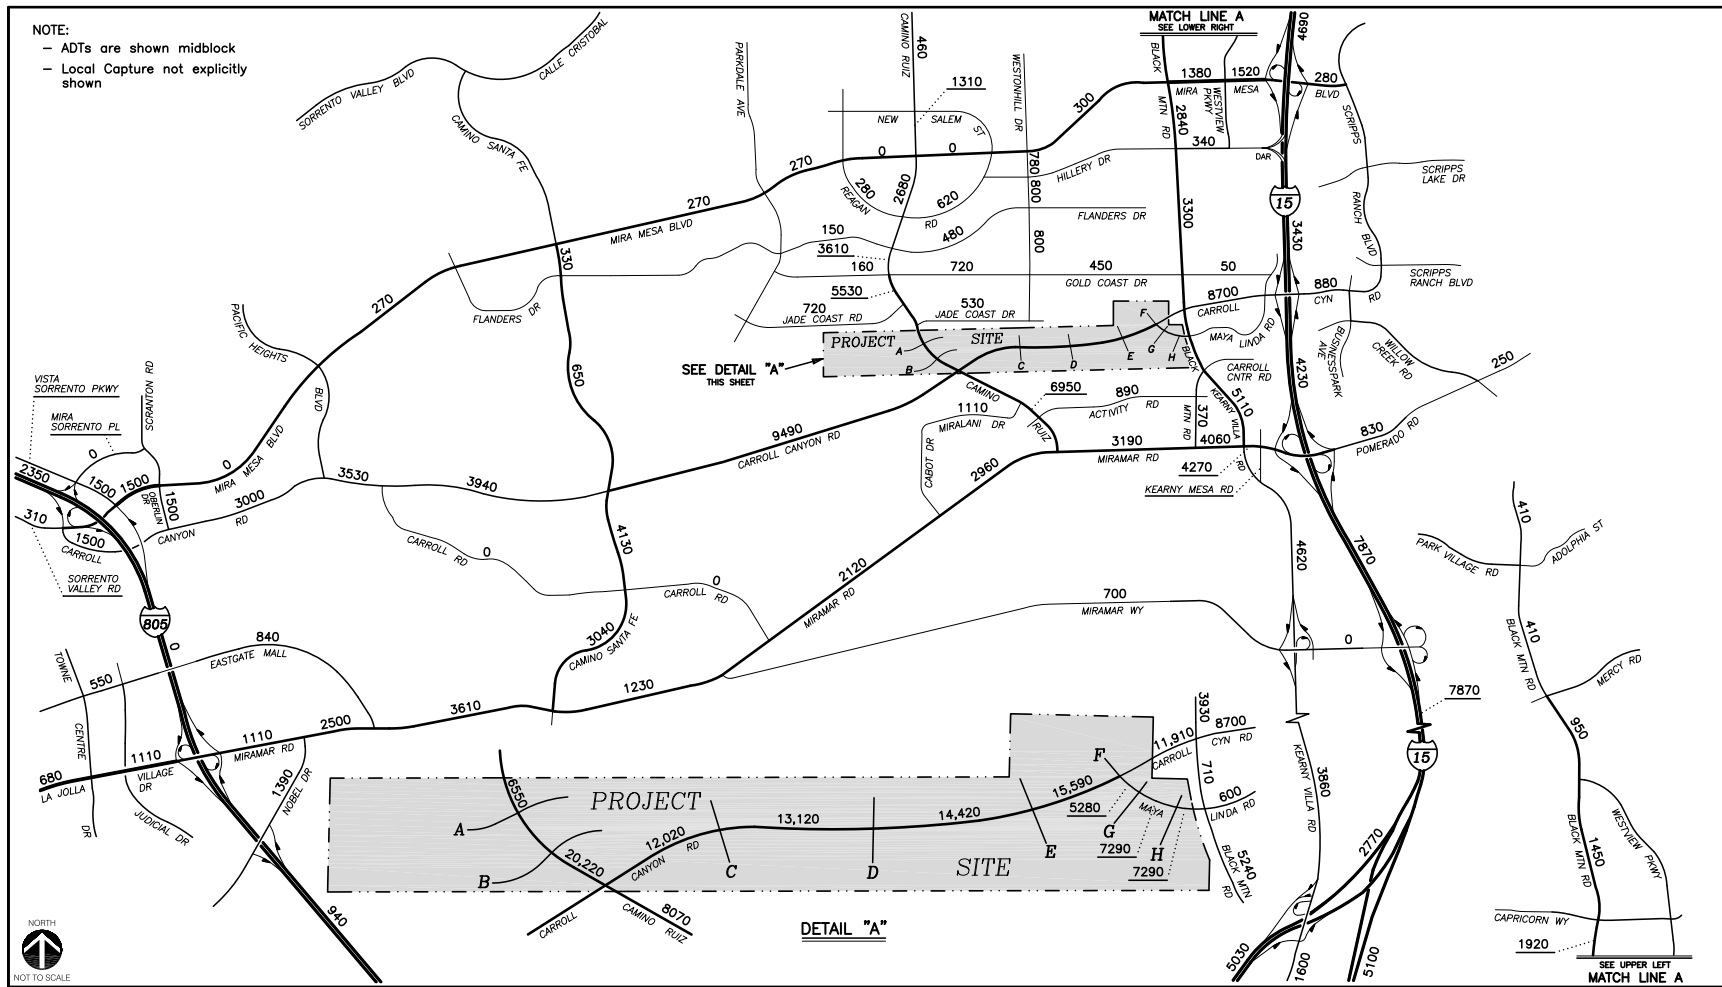 NOTE:
– ADTs are shown midblock
– Local Capture not explicitly
shown
MATCH LINE A
SEE LOWER RIGHT
SORRENTO VALLEY BLVD
CALLE CRISTOBAL
CAMINO SANTA FE
PARKDALE AVE
CAMINO RUIZ
460
1310
WESTONHILL DR
BLACK
MTN RD
2840
1380
1520
MIRA
MESA
BLVD
280
WESTVIEW
PKWY
4690
SCRIPPS
RANCH BLVD
NEW
SALEM
ST
300
0
0
270
780
800
HILLERY DR
340
DAR
280
REAGAN
RD
2680
620
SCRIPPS
LAKE DR
15
270
MIRA MESA BLVD
150
480
FLANDERS DR
3300
800
3430
3610
160
720
450
50
GOLD COAST DR
SCRIPPS
RANCH BLVD
330
5530
270
FLANDERS DR
720
JADE COAST RD
530
JADE COAST DR
8700
CARROLL
880
CYN
RD
PACIFIC HEIGHTS
BLVD
PROJECT
SITE
A
B
C
D
E
F
G
H
MAYA
LINDA RD
BLACK
MTN RD
BUSINESSPARK
AVE
WILLOW
CREEK RD
250
SEE DETAIL "A"
THIS SHEET
CARROLL
CNTR RD
4230
650
VISTA
SORRENTO PKWY
SCRANTON RD
MIRA
SORRENTO PL
CAMINO
RUIZ
6950
890
ACTIVITY RD
1110
MIRALANI DR
CABOT DR
5110
KEARNY VILLA
RD
370
830
POMERADO RD
9490
CARROLL CANYON RD
3190
4060
MIRAMAR RD
4270
KEARNY MESA RD
0
MIRA MESA BLVD
0
2350
1500
1500
OBERLIN
DR
1500
3000
3530
3940
2960
310
1500
CARROLL
CANYON
RD
SORRENTO
VALLEY RD
CARROLL RD
0
4130
2120
MIRAMAR RD
0
CARROLL RD
4620
7870
410
PARK VILLAGE RD
ADOLPHIA ST
700
MIRAMAR WY
0
805
0
840
EASTGATE MALL
TOWNE
CENTRE
DR
550
3040
CAMINO SANTA FE
410
BLACK MTN RD
MERCY RD
1230
3610
2500
1110
MIRAMAR RD
1110
680
LA JOLLA
VILLAGE
DR
JUDICIAL DR
1390
NOBEL DR
940
7870
15
950
3930
8700
CYN RD
11,910
CARROLL
710
6550
PROJECT
A
B
C
D
E
F
G
H
12,020
CANYON
RD
13,120
14,420
15,590
5280
MAYA
600
LINDA RD
7290
7290
20,220
SITE
5240
BLACK MTN
RD
CARROLL
8070
CAMINO
RUIZ
KEARNY VILLA RD
3860
2770
BLACK MTN RD
1450
WESTVIEW PKWY
CAPRICORN WY
1920
DETAIL "A"
5030
1600
5100
SEE UPPER LEFT
MATCH LINE A
NORTH
NOT TO SCALE